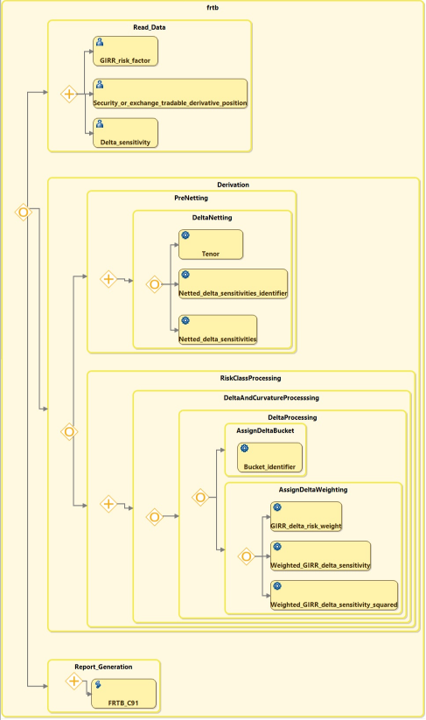 frtb
Read_Data
GIRR_risk_factor
Security_or_exchange_tradable_derivative_position
Delta_sensitivity
Derivation
PreNetting
DeltaNetting
Tenor
Netted_delta_sensitivities_identifier
Netted_delta_sensitivities
RiskClassProcessing
DeltaAndCurvatureProcesssing
DeltaProcessing
AssignDeltaBucket
Bucket_identifier
AssignDeltaWeighting
GIRR_delta_risk_weight
Weighted_GIRR_delta_sensitivity
Weighted_GIRR_delta_sensitivity_squared
Report_Generation
FRTB_C91